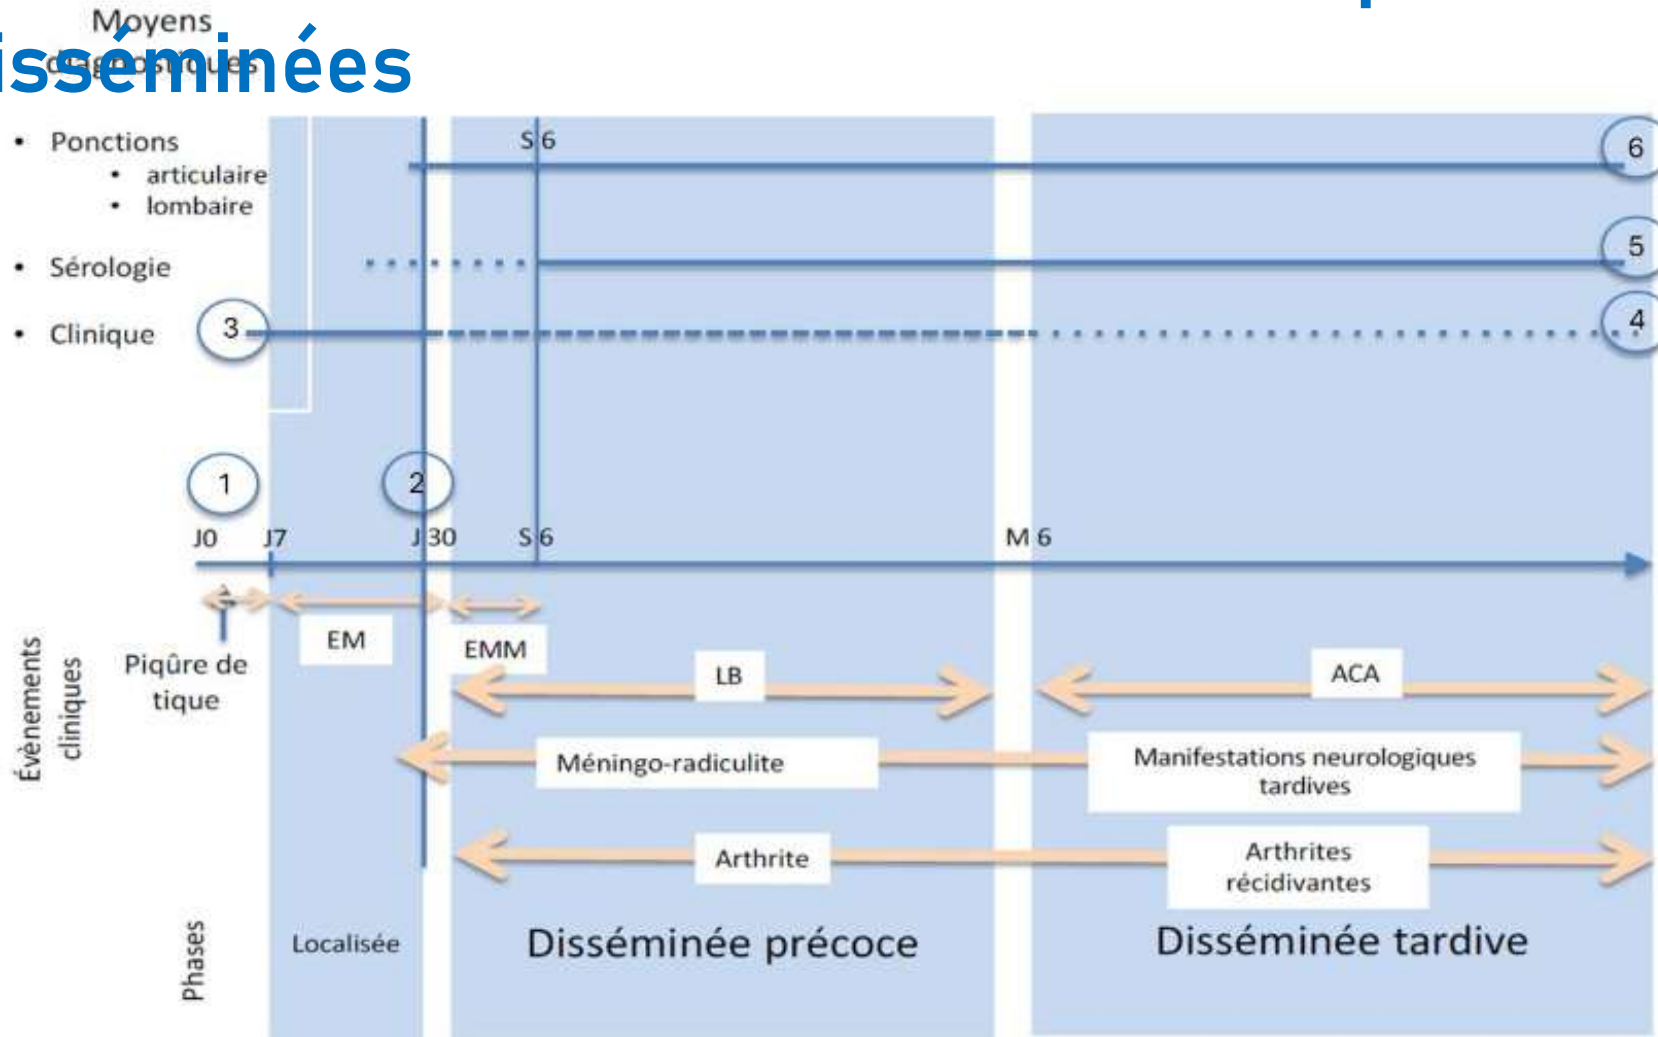 Moyens
diagnostiques
isséminées
• Ponctions
• articulaire
• lombaire
• Sérologie
• Clinique
S 6
6
5
3
4
1
2
J0
J7
J 30
S 6
M 6
Évènements
cliniques
Piqûre de
tique
EM
EMM
LB
ACA
Méningo-radiculite
Manifestations neurologiques
tardives
Arthrite
Arthrites
récidivantes
Phases
Localisée
Disséminée précoce
Disséminée tardive